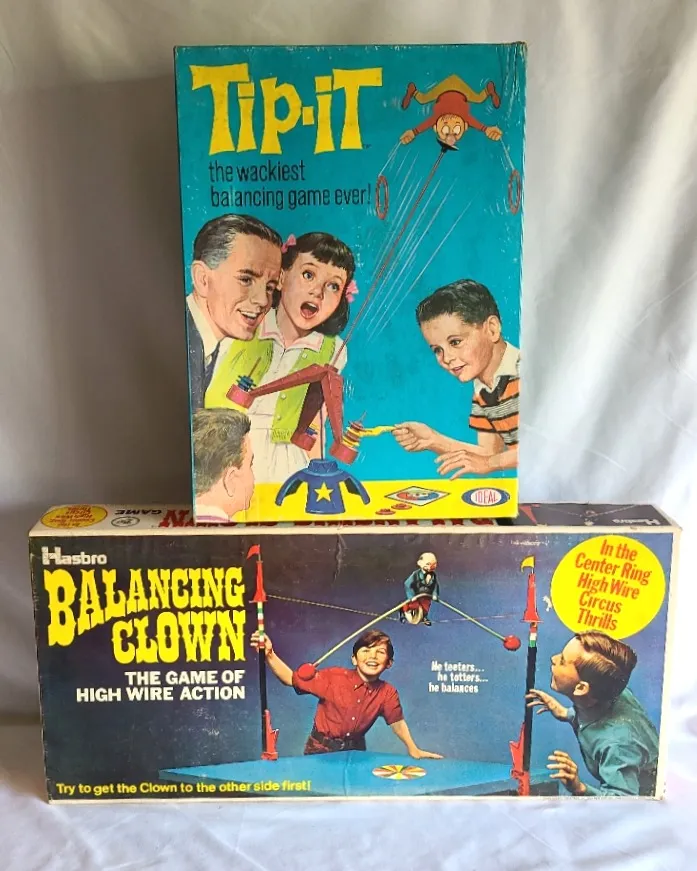 TIP-IT
the wackiest
balancing game ever!
IDEAL
GAME
Hasbro
Hasbro
BALANCING
CLOWN
THE GAME OF
HIGH WIRE ACTION
In the
Center Ring
High Wire
Circus
Thrills
He teeters...
he totters...
he balances
Try to get the Clown to the other side first!